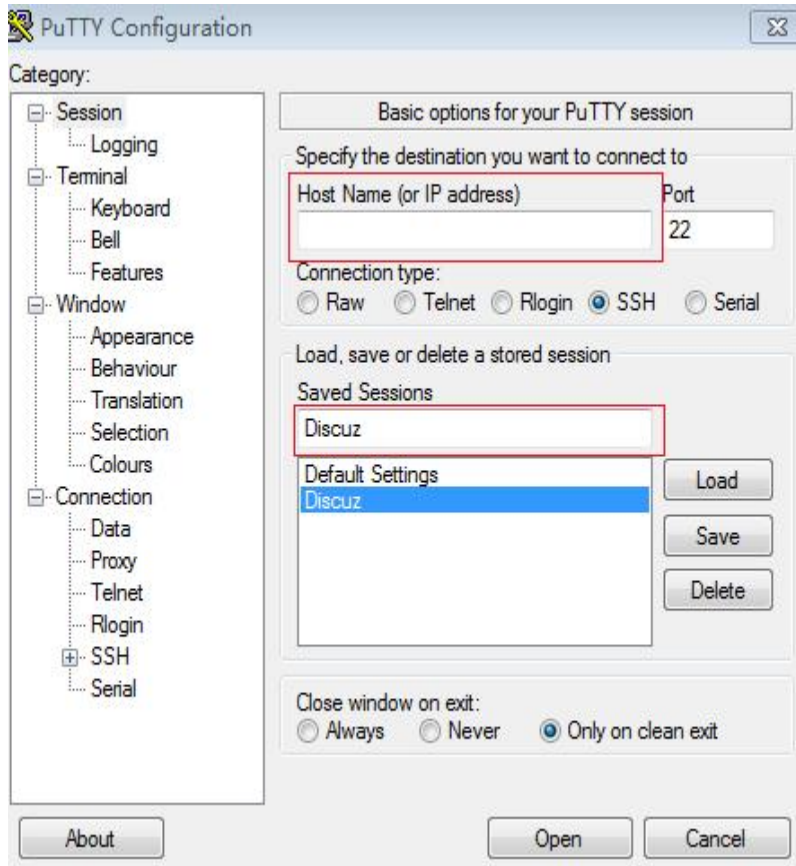 PuTTY Configuration
Category:
Session
Logging
Terminal
Keyboard
Bell
Features
Window
Appearance
Behaviour
Translation
Selection
Colours
Connection
Data
Proxy
Telnet
Rlogin
SSH
Serial
Basic options for your PuTTY session
Specify the destination you want to connect to
Host Name (or IP address) Port
22
Connection type:
Raw Telnet Rlogin SSH Serial
Load, save or delete a stored session
Saved Sessions
Discuz
Default Settings
Discuz
Load
Save
Delete
Close window on exit:
Always Never Only on clean exit
About Open Cancel